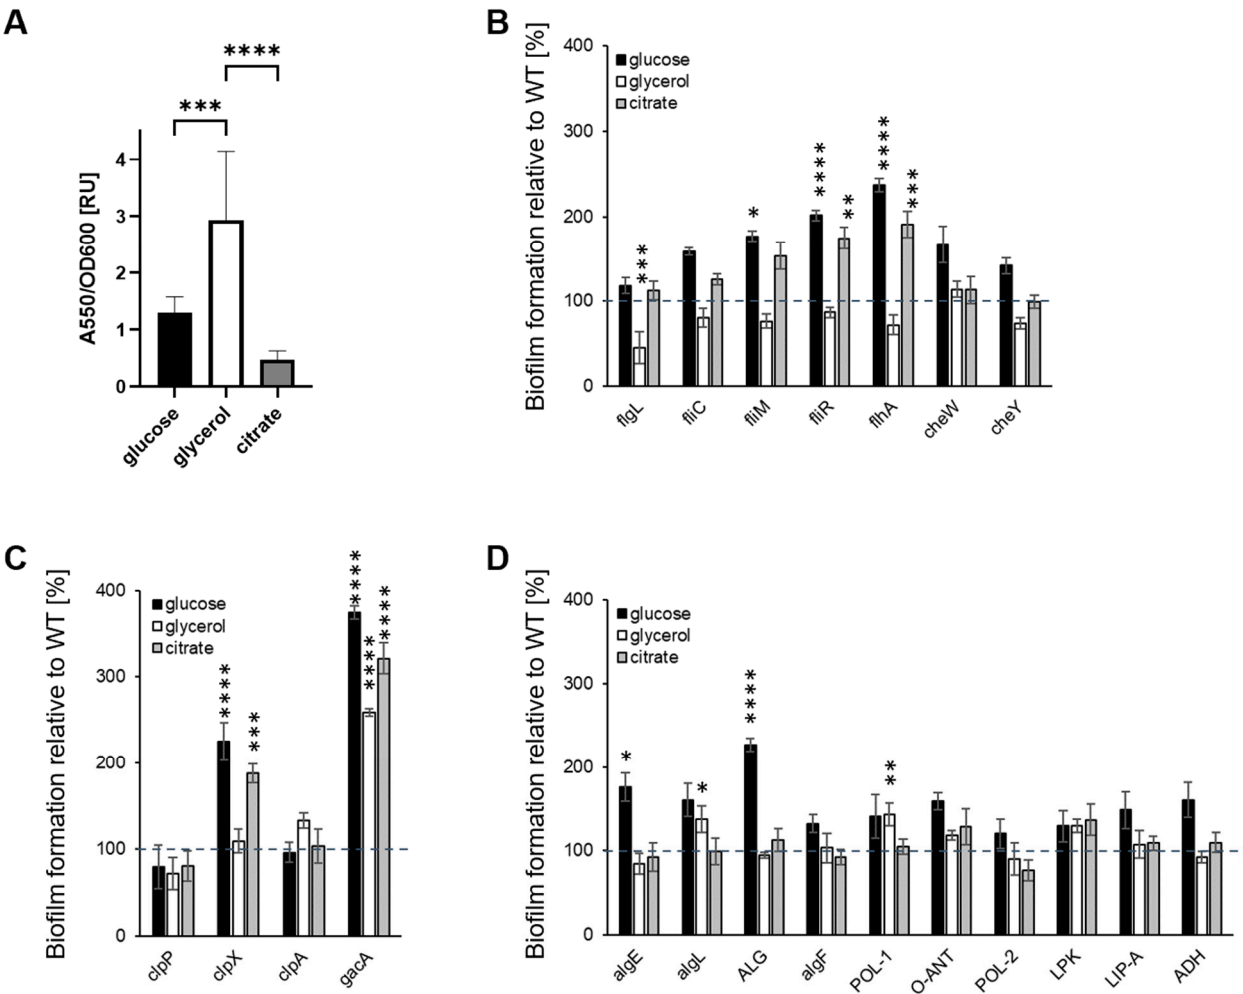 A
****
***
A550/OD600 [RU]
4
3
2
1
0
glucose
glycerol
citrate
B
Biofilm formation relative to WT [%]
400
300
200
100
0
glucose
glycerol
citrate
***
*
****
**
****
***
flgL
fliC
fliM
fliR
flhA
cheW
cheY
C
Biofilm formation relative to WT [%]
400
300
200
100
0
glucose
glycerol
citrate
****
***
****
****
****
clpP
clpX
clpA
gacA
D
Biofilm formation relative to WT [%]
400
300
200
100
0
glucose
glycerol
citrate
*
*
****
**
algE
algL
ALG
algF
POL-1
O-ANT
POL-2
LPK
LIP-A
ADH